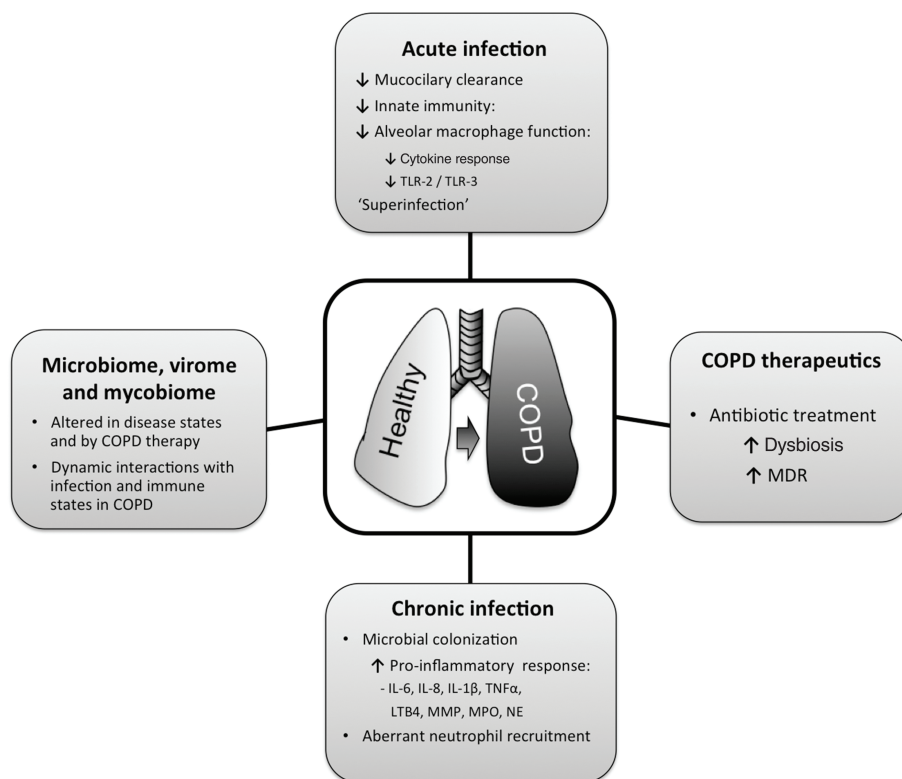 Acute infection
↓ Mucocilary clearance
↓ Innate immunity:
↓ Alveolar macrophage function:
↓ Cytokine response
↓ TLR-2 / TLR-3
‘Superinfection’
Microbiome, virome
and mycobiome
• Altered in disease states
and by COPD therapy
• Dynamic interactions with
infection and immune
states in COPD
Healthy
COPD
COPD therapeutics
• Antibiotic treatment
↑ Dysbiosis
↑ MDR
Chronic infection
• Microbial colonization
↑ Pro-inflammatory response:
- IL-6, IL-8, IL-1β, TNFα,
LTB4, MMP, MPO, NE
• Aberrant neutrophil recruitment